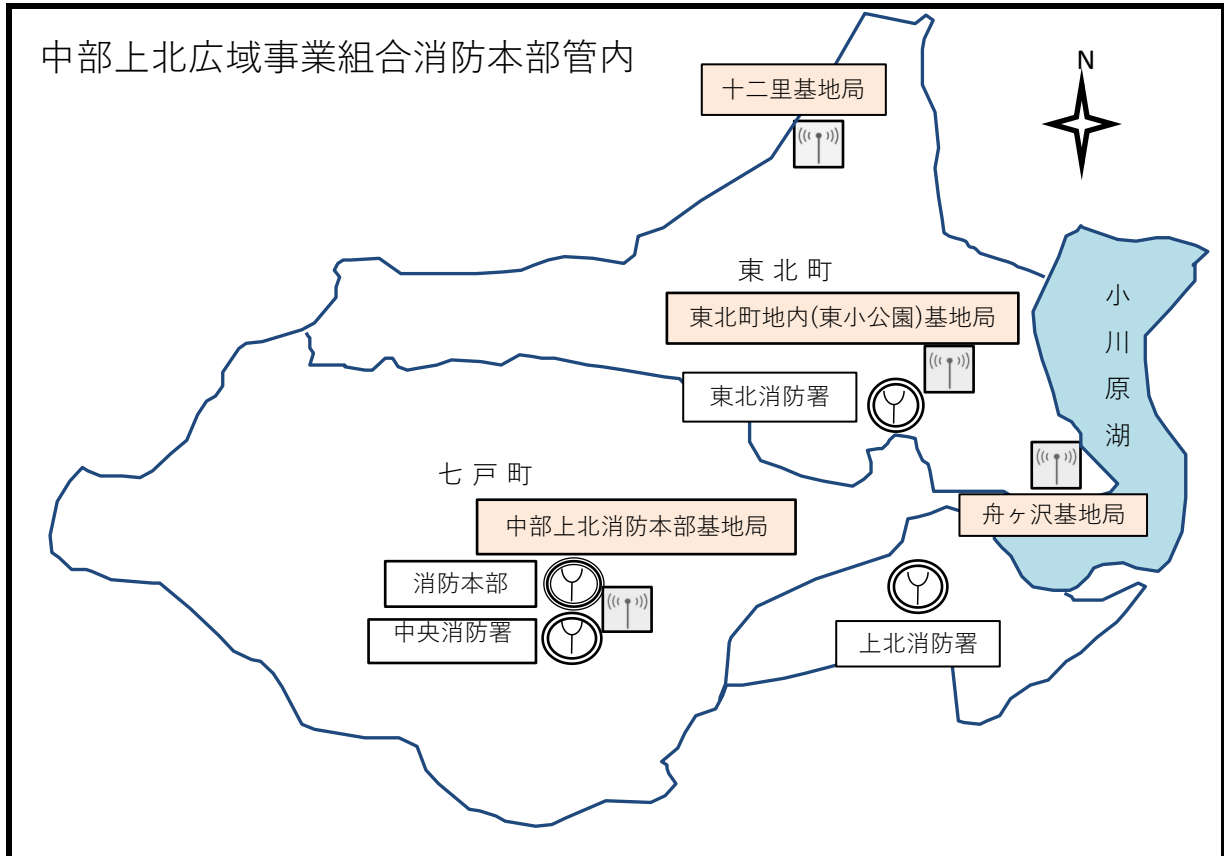 中部上北広域事業組合消防本部管内
N
十二里基地局
東北町
東北町地内(東小公園)基地局
小川原湖
東北消防署
七戸町
舟ヶ沢基地局
中部上北消防本部基地局
消防本部
中央消防署
上北消防署